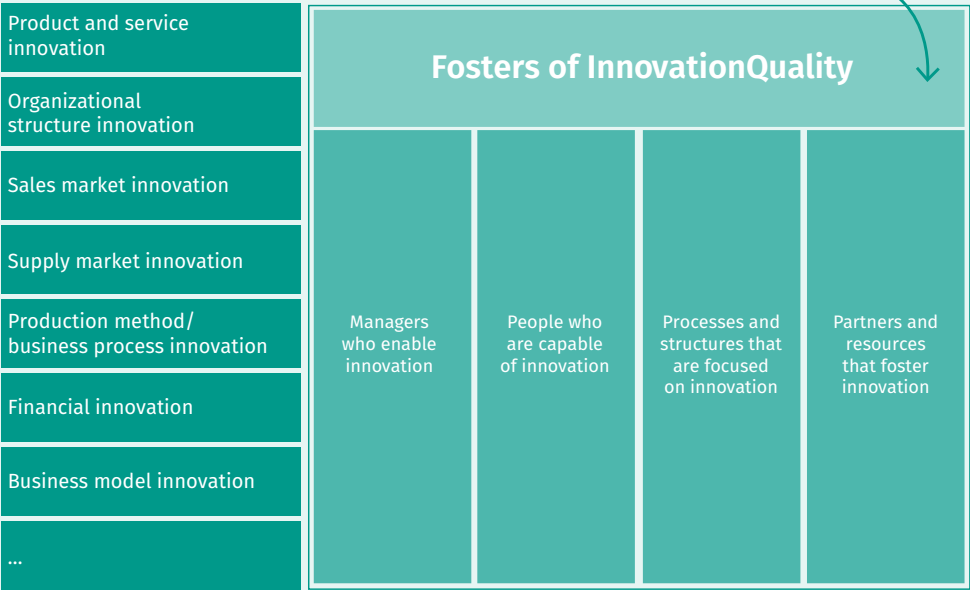 Product and service
innovation
Organizational
structure innovation
Sales market innovation
Supply market innovation
Production method/
business process innovation
Financial innovation
Business model innovation
...
Fosters of InnovationQuality
Managers
who enable
innovation
People who
are capable
of innovation
Processes and
structures that
are focused
on innovation
Partners and
resources
that foster
innovation